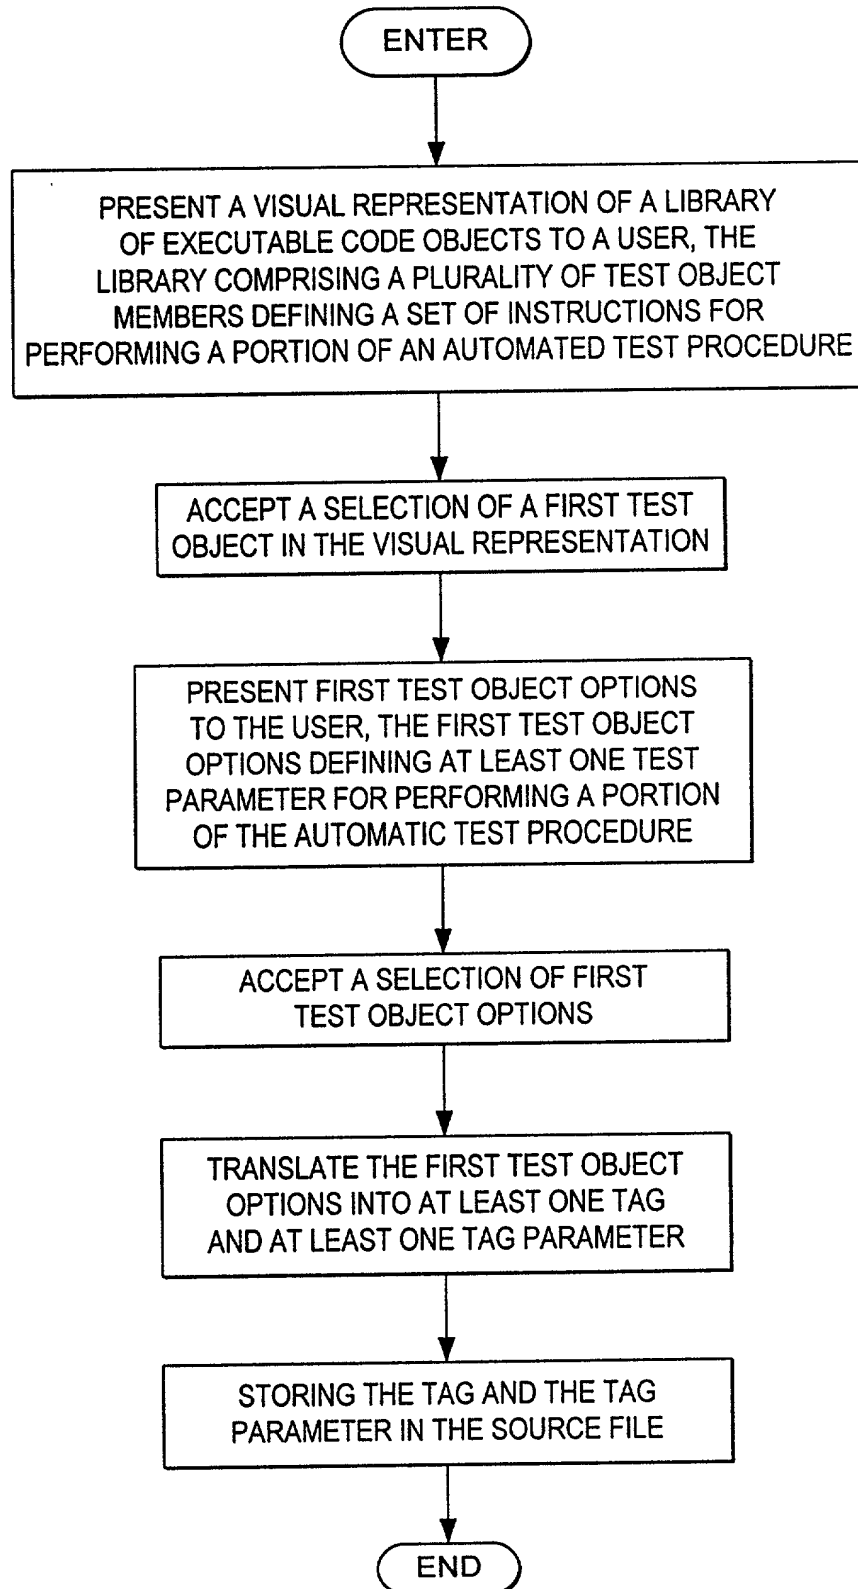 ENTER
PRESENT A VISUAL REPRESENTATION OF A LIBRARY
OF EXECUTABLE CODE OBJECTS TO A USER, THE
LIBRARY COMPRISING A PLURALITY OF TEST OBJECT
MEMBERS DEFINING A SET OF INSTRUCTIONS FOR
PERFORMING A PORTION OF AN AUTOMATED TEST PROCEDURE
ACCEPT A SELECTION OF A FIRST TEST
OBJECT IN THE VISUAL REPRESENTATION
PRESENT FIRST TEST OBJECT OPTIONS
TO THE USER, THE FIRST TEST OBJECT
OPTIONS DEFINING AT LEAST ONE TEST
PARAMETER FOR PERFORMING A PORTION
OF THE AUTOMATIC TEST PROCEDURE
ACCEPT A SELECTION OF FIRST
TEST OBJECT OPTIONS
TRANSLATE THE FIRST TEST OBJECT
OPTIONS INTO AT LEAST ONE TAG
AND AT LEAST ONE TAG PARAMETER
STORING THE TAG AND THE TAG
PARAMETER IN THE SOURCE FILE
END